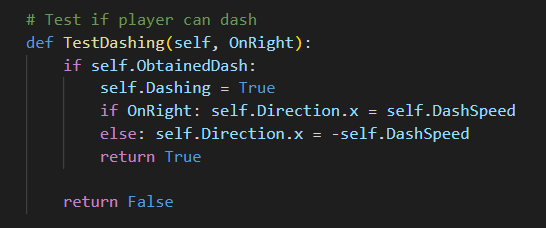 # Test if player can dash
def TestDashing(self, OnRight):
    if self.ObtainedDash:
        self.Dashing = True
        if OnRight: self.Direction.x = self.DashSpeed
        else: self.Direction.x = -self.DashSpeed
        return True

    return False